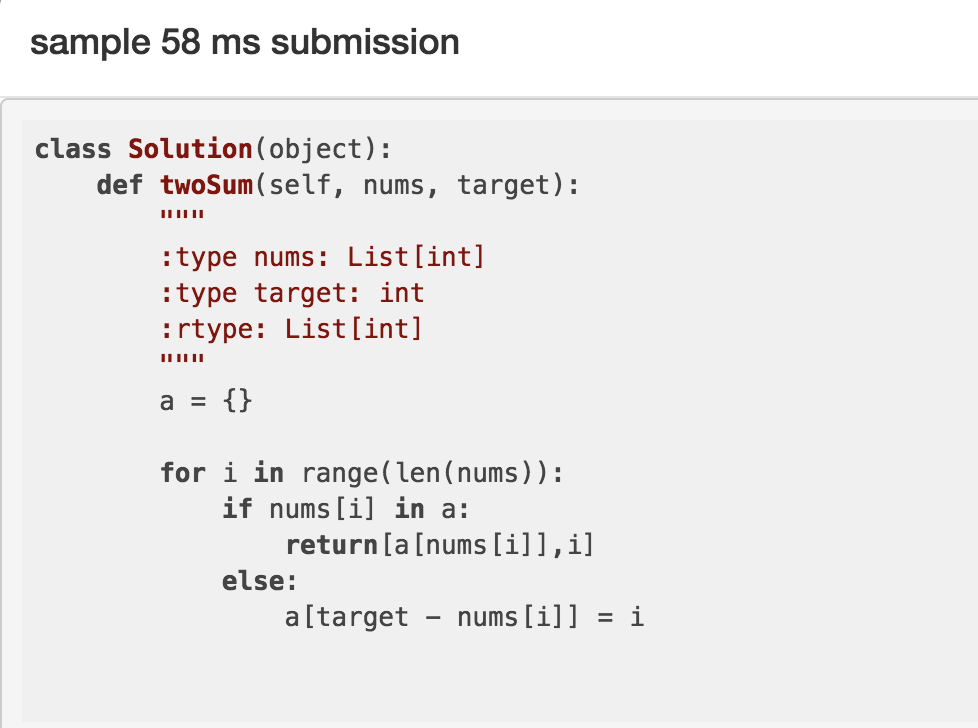 sample 58 ms submission
class Solution(object):
    def twoSum(self, nums, target):
        """
        :type nums: List[int]
        :type target: int
        :rtype: List[int]
        """
        a = {}
        for i in range(len(nums)):
            if nums[i] in a:
                return[a[nums[i]],i]
            else:
                a[target - nums[i]] = i